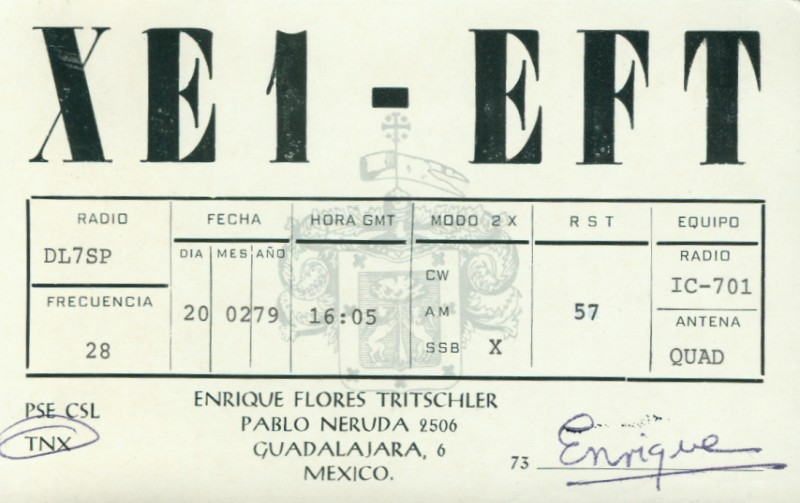 XE1-EFT
RADIO FECHA HORA GMT MODO 2 X R S T EQUIPO
DL7SP DIA MES AÑO RADIO
CW IC-701
FRECUENCIA 20 02 79 16:05 AM 57 ANTENA
28 SSB X QUAD
PSE CSL ENRIQUE FLORES TRITSCHLER
TNX PABLO NERUDA 2506
GUADALAJARA, 6
MEXICO.
73 Enrique